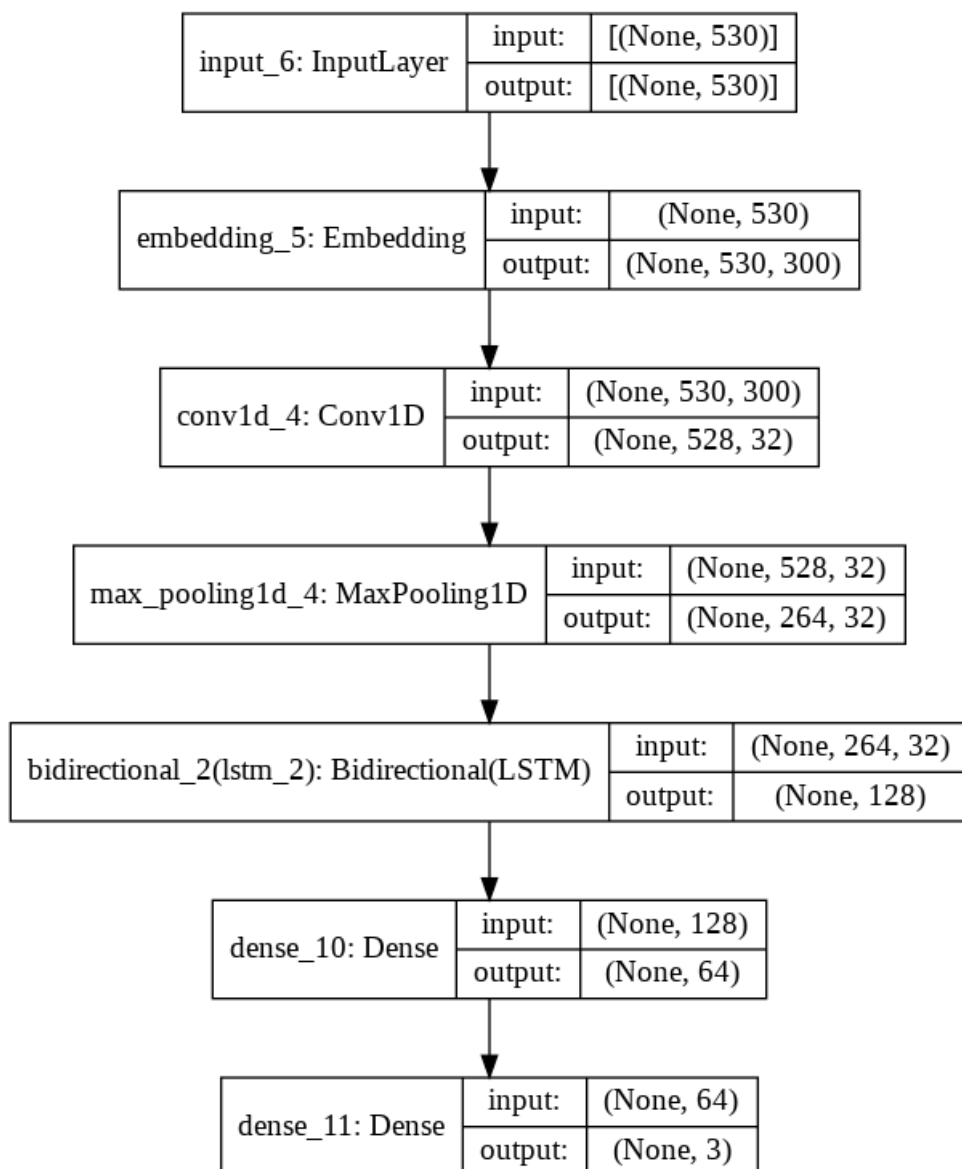 input_6: InputLayer
input: [(None, 530)]
output: [(None, 530)]
embedding_5: Embedding
input: (None, 530)
output: (None, 530, 300)
conv1d_4: Conv1D
input: (None, 530, 300)
output: (None, 528, 32)
max_pooling1d_4: MaxPooling1D
input: (None, 528, 32)
output: (None, 264, 32)
bidirectional_2(lstm_2): Bidirectional(LSTM)
input: (None, 264, 32)
output: (None, 128)
dense_10: Dense
input: (None, 128)
output: (None, 64)
dense_11: Dense
input: (None, 64)
output: (None, 3)